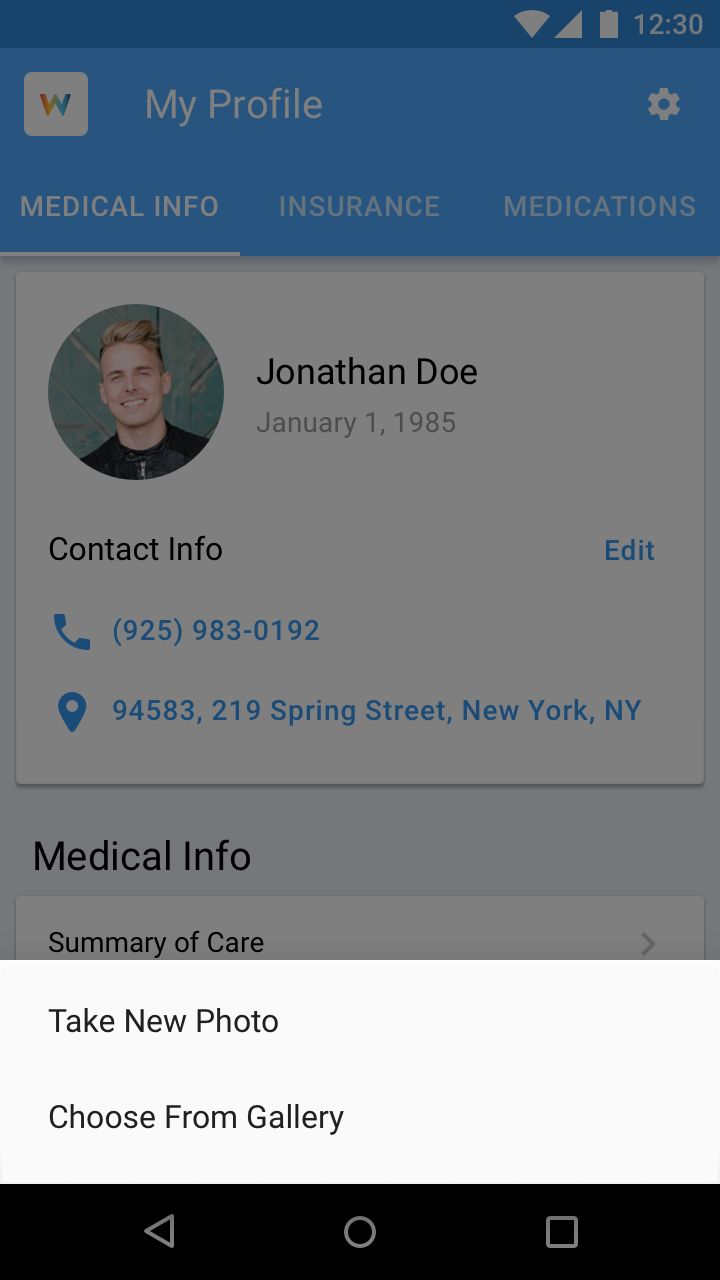 12:30
W
My Profile
MEDICAL INFO INSURANCE MEDICATIONS
Jonathan Doe
January 1, 1985
Contact Info Edit
(925) 983-0192
94583, 219 Spring Street, New York, NY
Medical Info
Summary of Care
Take New Photo
Choose From Gallery